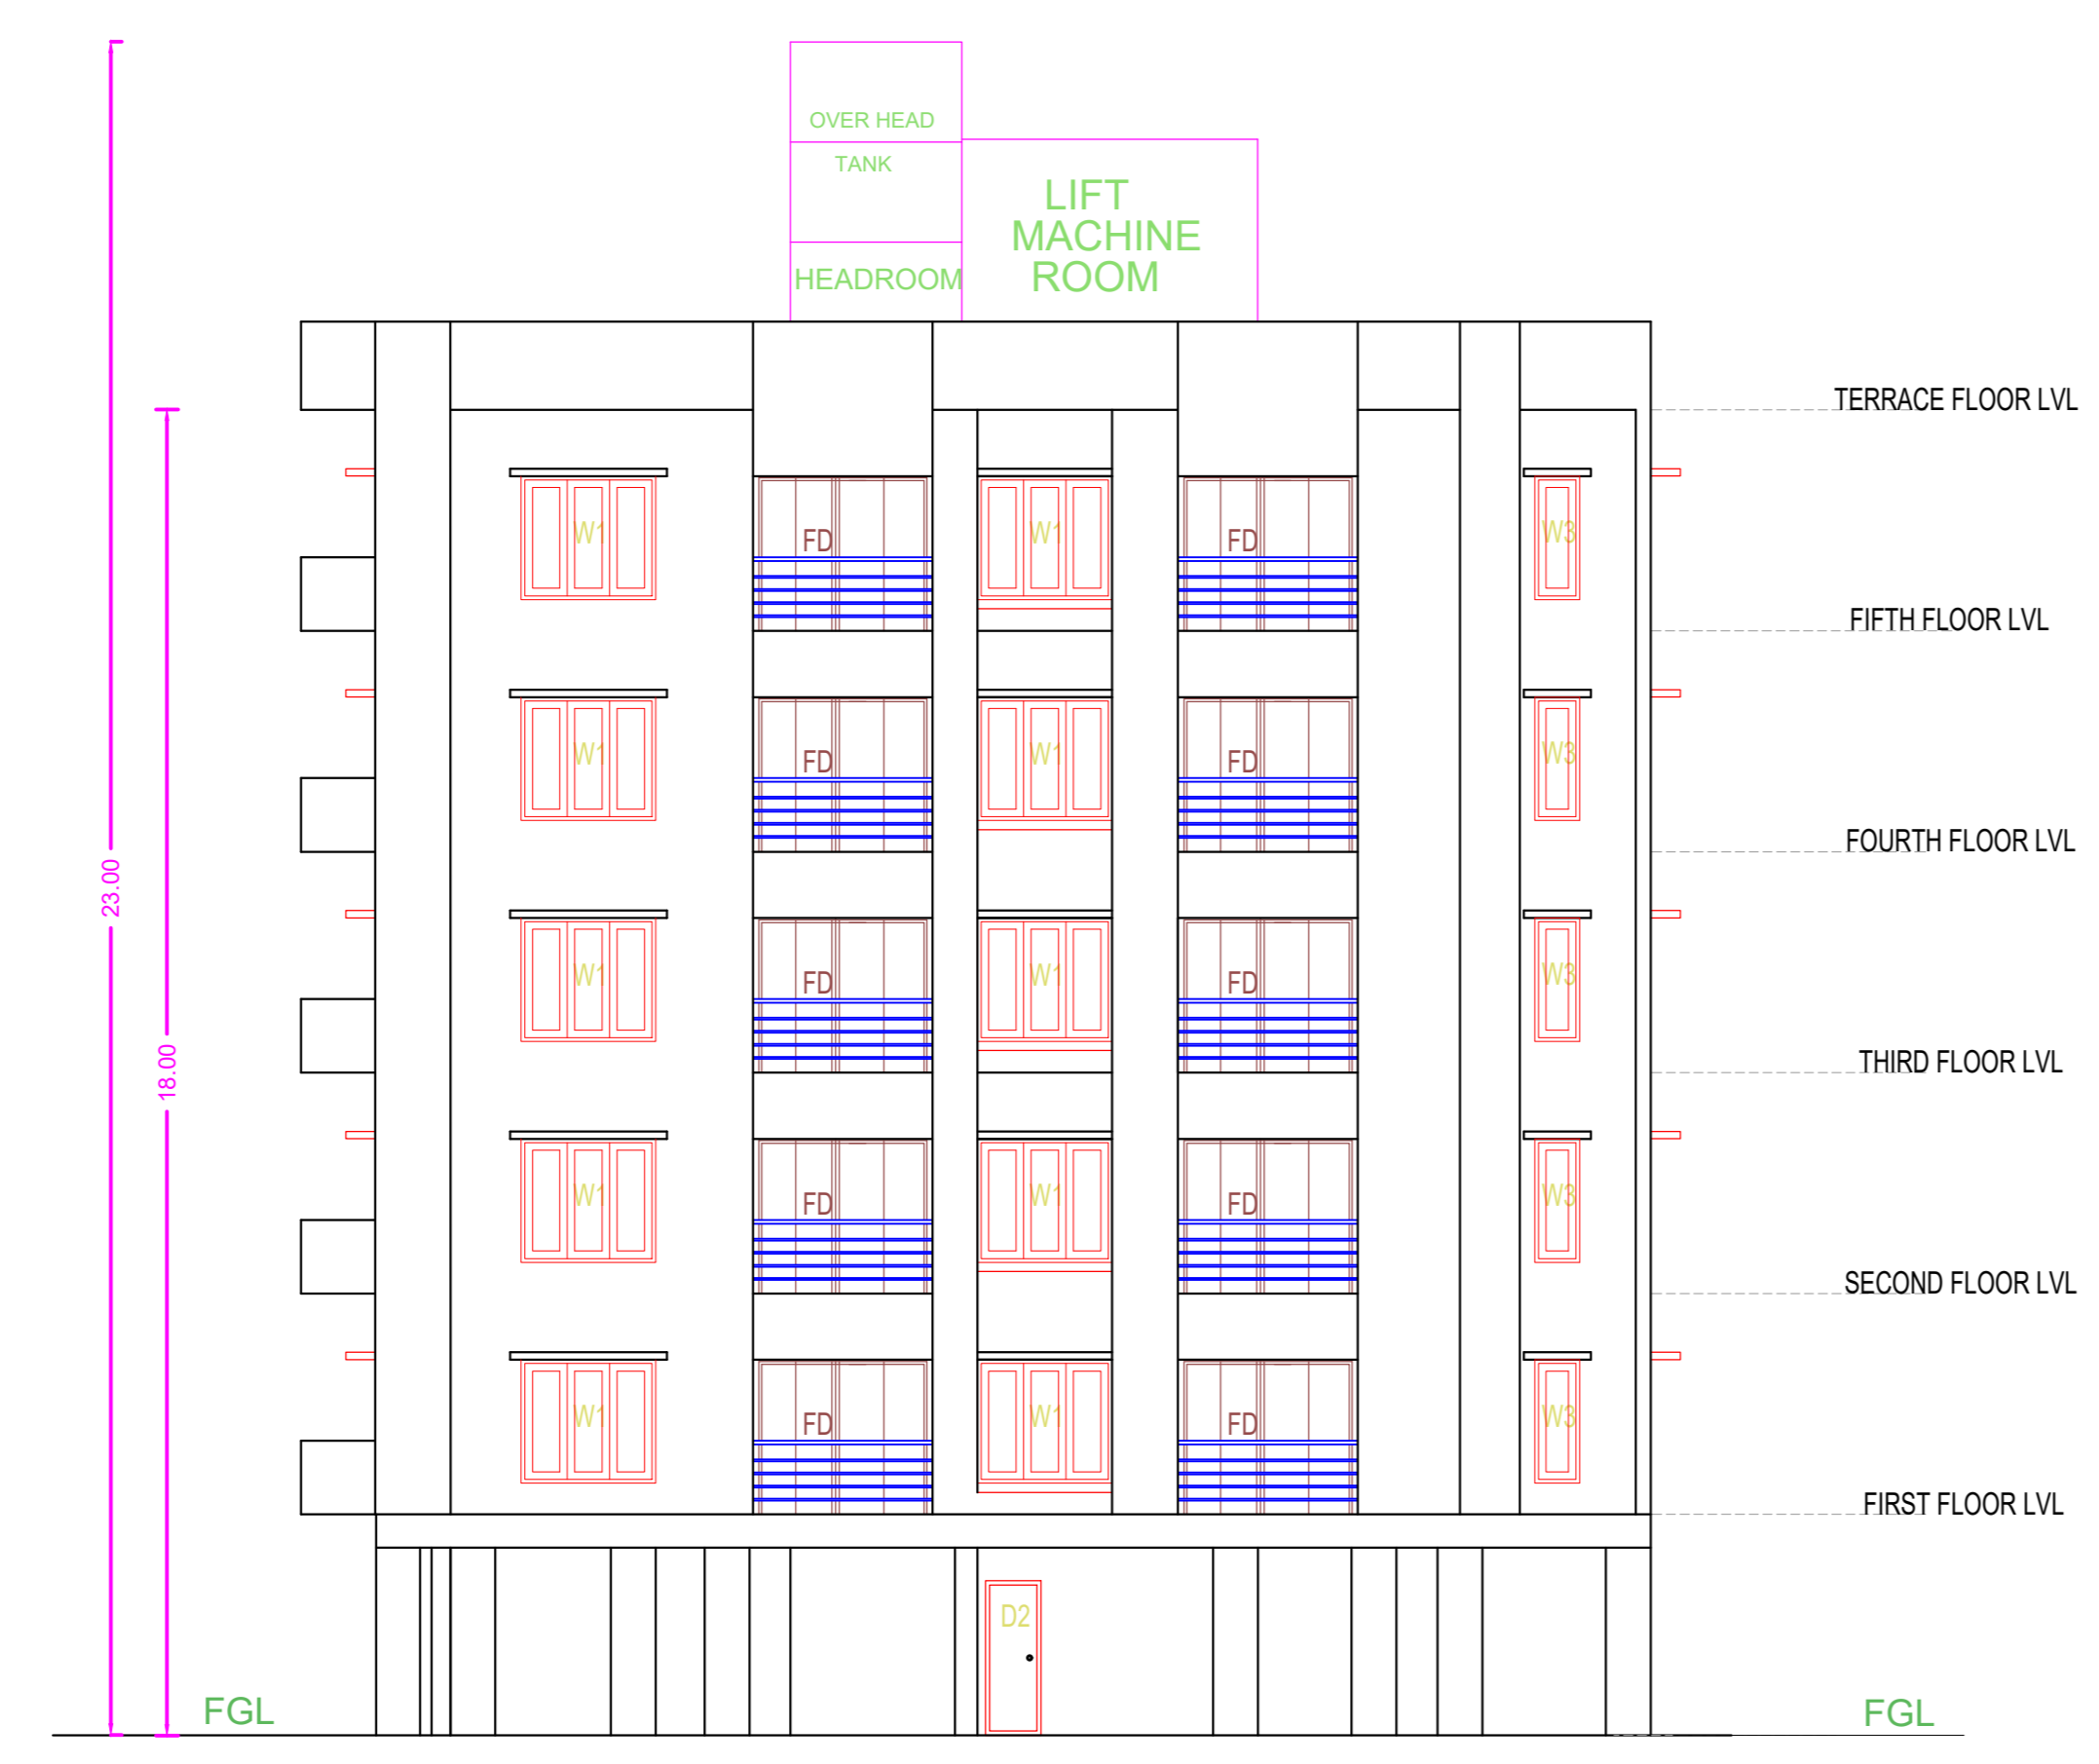 OVER HEAD
TANK
HEADROOM
LIFT
MACHINE
ROOM
TERRACE FLOOR LVL
W1 FD W1 FD W3
FIFTH FLOOR LVL
W1 FD W1 FD W3
FOURTH FLOOR LVL
23.00
W1 FD W1 FD W3
THIRD FLOOR LVL
18.00
W1 FD W1 FD W3
SECOND FLOOR LVL
W1 FD W1 FD W3
FIRST FLOOR LVL
D2
FGL
FGL